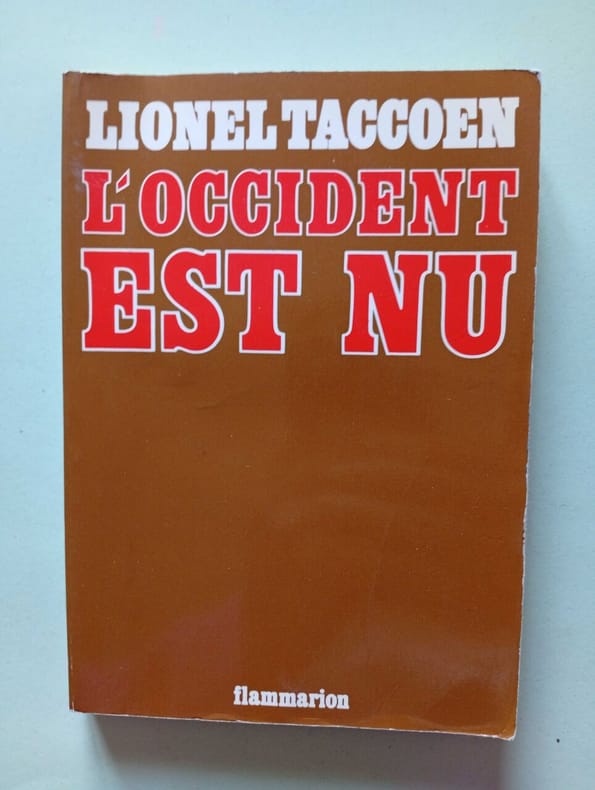 LIONEL TACCOEN
L'OCCIDENT
EST NU
flammarion